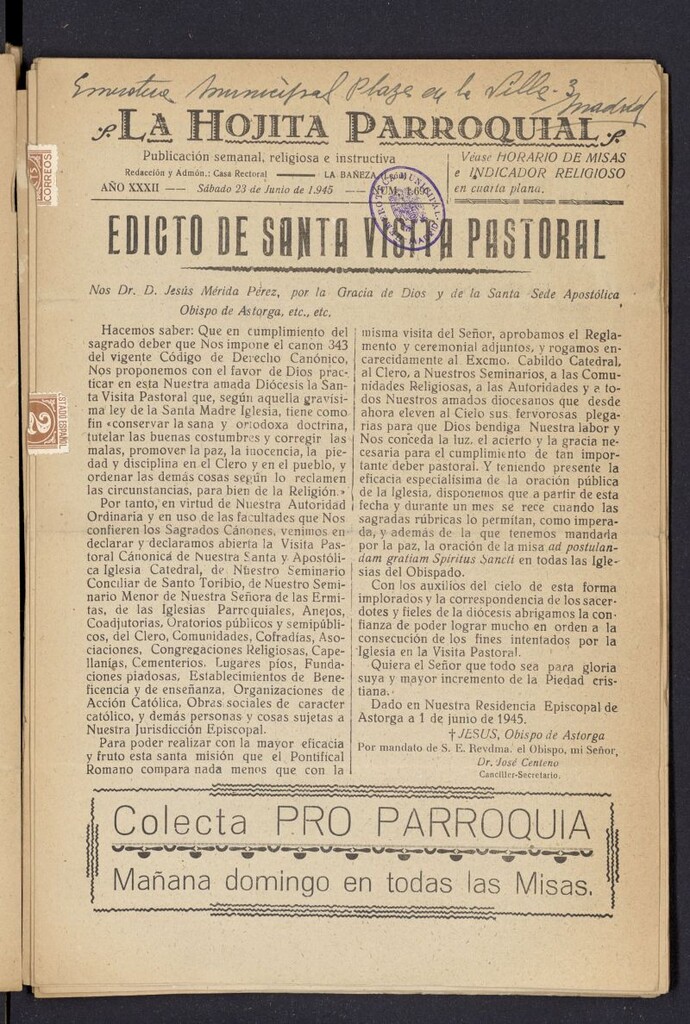 Emeroteca Municipal Plaza de la Villa-3
Madrid
LA HOJITA PARROQUIAL
Publicación semanal, religiosa e instructiva
Redacción y Admón.: Casa Rectoral —— LA BAÑEZA
AÑO XXXII —— Sábado 23 de Junio de 1.945 —— NUM.
Véase HORARIO DE MISAS
e INDICADOR RELIGIOSO
en cuarta plana.
CORREOS
ESTADO ESPAÑOL
2
EDICTO DE SANTA VISITA PASTORAL
Nos Dr. D. Jesús Mérida Pérez, por la Gracia de Dios y de la Santa Sede Apostólica
Obispo de Astorga, etc., etc.
Hacemos saber: Que en cumplimiento del
sagrado deber que Nos impone el canon 343
del vigente Código de Derecho Canónico,
Nos proponemos con el favor de Dios prac-
ticar en esta Nuestra amada Diócesis la San-
ta Visita Pastoral que, según aquella gravísi-
ma ley de la Santa Madre Iglesia, tiene como
fin «conservar la sana y ortodoxa doctrina,
tutelar las buenas costumbres y corregir las
malas, promover la paz, la inocencia, la pie-
dad y disciplina en el Clero y en el pueblo, y
ordenar las demás cosas según lo reclamen
las circunstancias, para bien de la Religión.»
Por tanto, en virtud de Nuestra Autoridad
Ordinaria y en uso de las facultades que Nos
confieren los Sagrados Cánones, venimos en
declarar y declaramos abierta la Visita Pas-
toral Cánonica de Nuestra Santa y Apostóli-
ca Iglesia Catedral, de Nuestro Seminario
Conciliar de Santo Toribio, de Nuestro Semi-
nario Menor de Nuestra Señora de las Ermi-
tas, de las Iglesias Parroquiales, Anejos,
Coadjutorias, Oratorios públicos y semipúbli-
cos, del Clero, Comunidades, Cofradías, Aso-
ciaciones, Congregaciones Religiosas, Cape-
llanías, Cementerios. Lugares píos, Funda-
ciones piadosas, Establecimientos de Bene-
ficencia y de enseñanza, Organizaciones de
Acción Católica, Obras sociales de caracter
católico, y demás personas y cosas sujetas a
Nuestra Jurisdicción Episcopal.
Para poder realizar con la mayor eficacia
y fruto esta santa misión que el Pontifical
Romano compara nada menos que con la
misma visita del Señor, aprobamos el Regla-
mento y ceremonial adjuntos, y rogamos en-
carecidamente al Excmo. Cabildo Catedral,
al Clero, a Nuestros Seminarios, a las Comu-
nidades Religiosas, a las Autoridades y a to-
dos Nuestros amados diocesanos que desde
ahora eleven al Cielo sus fervorosas plega-
rias para que Dios bendiga Nuestra labor y
Nos conceda la luz, el acierto y la gracia ne-
cesaria para el cumplimiento de tan impor-
tante deber pastoral. Y teniendo presente la
eficacia especialísima de la oración pública
de la Iglesia, disponemos que a partir de esta
fecha y durante un mes se rece cuando las
sagradas rúbricas lo permitan, como impera-
da, y además de la que tenemos mandada
por la paz, la oración de la misa ad postulan-
dam gratiam Spiritus Sancti en todas las Igle-
sias del Obispado.
Con los auxilios del cielo de esta forma
implorados y la correspondencia de los sacer-
dotes y fieles de la diócesis abrigamos la con-
fianza de poder lograr mucho en orden a la
consecución de los fines intentados por la
Iglesia en la Visita Pastoral.
Quiera el Señor que todo sea para gloria
suya y mayor incremento de la Piedad cris-
tiana.
Dado en Nuestra Residencia Episcopal de
Astorga a 1 de junio de 1945.
† JESUS, Obispo de Astorga
Por mandato de S. E. Revdma. el Obispo, mi Señor,
Dr. José Centeno
Canciller-Secretario.
Colecta PRO PARROQUIA
Mañana domingo en todas las Misas.